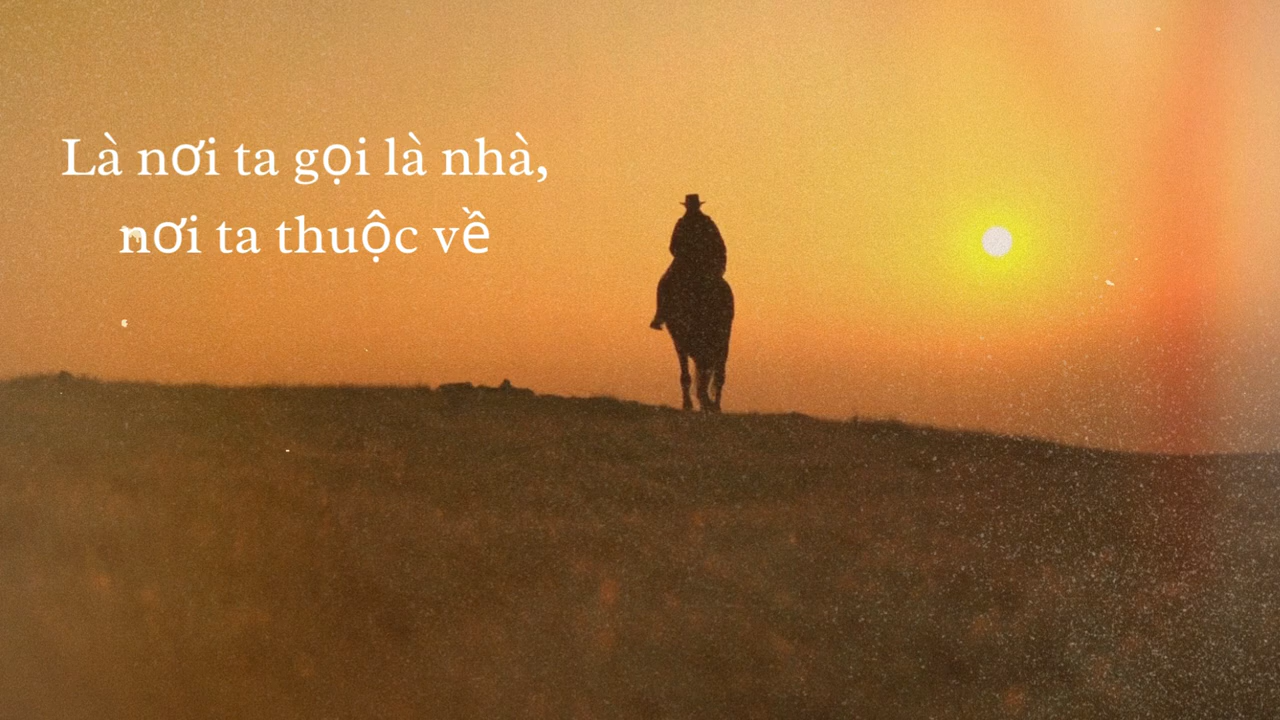 Là nơi ta gọi là nhà,
nơi ta thuộc về